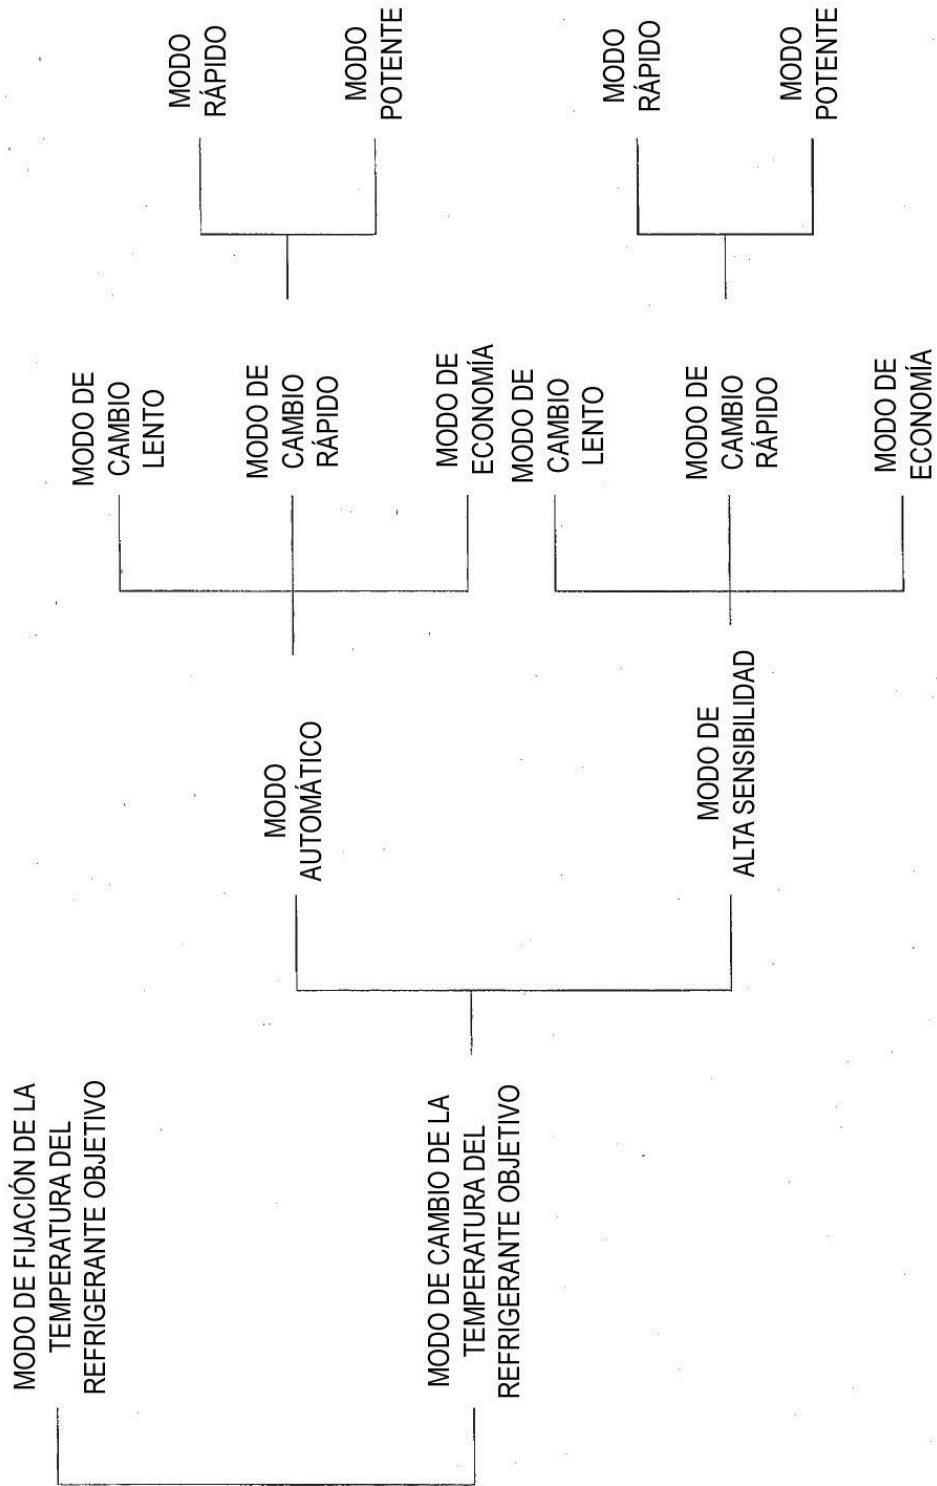 MODO DE FIJACIÓN DE LA
TEMPERATURA DEL
REFRIGERANTE OBJETIVO
MODO DE CAMBIO DE LA
TEMPERATURA DEL
REFRIGERANTE OBJETIVO
MODO
AUTOMÁTICO
MODO DE
ALTA SENSIBILIDAD
MODO DE
CAMBIO
LENTO
MODO DE
CAMBIO
RÁPIDO
MODO DE
ECONOMÍA
MODO DE
CAMBIO
LENTO
MODO DE
CAMBIO
RÁPIDO
MODO DE
ECONOMÍA
MODO
RÁPIDO
MODO
POTENTE
MODO
RÁPIDO
MODO
POTENTE